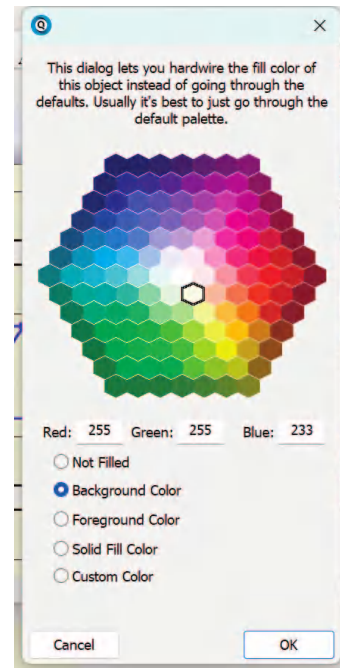 This dialog lets you hardwire the fill color of
this object instead of going through the
defaults. Usually it's best to just go through the
default palette.
Red: 255 Green: 255 Blue: 233
Not Filled
Background Color
Foreground Color
Solid Fill Color
Custom Color
Cancel OK